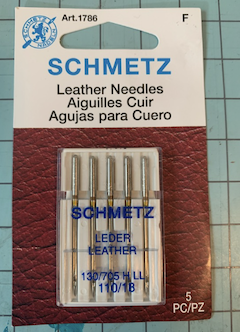 Art.1786
F
SCHMETZ
SCHMETZ
Leather Needles
Aiguilles Cuir
Agujas para Cuero
SCHMETZ
LEDER
LEATHER
130/705 H LL
110/18
5
PC/PZ